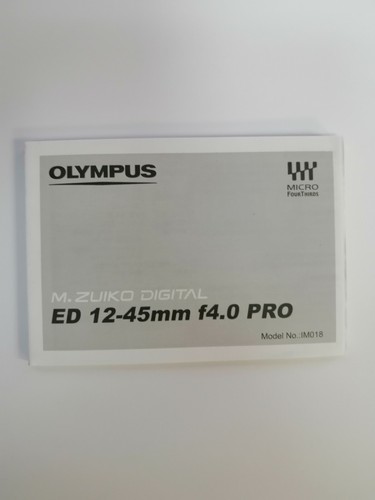 OLYMPUS
MICRO
FOURTHIRDS
M.ZUIKO DIGITAL
ED 12-45mm f4.0 PRO
Model No.:IM018